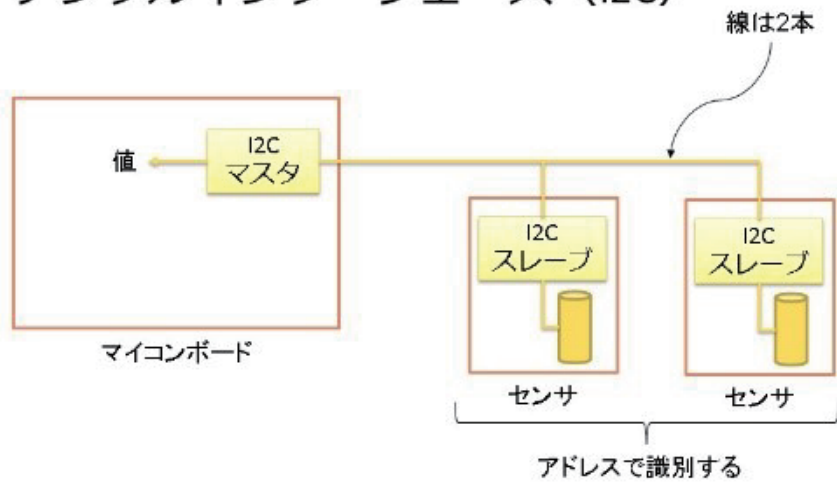 (I2C)
線は2本
値
I2C
マスタ
I2C
スレーブ
I2C
スレーブ
マイコンボード
センサ
センサ
アドレスで識別する